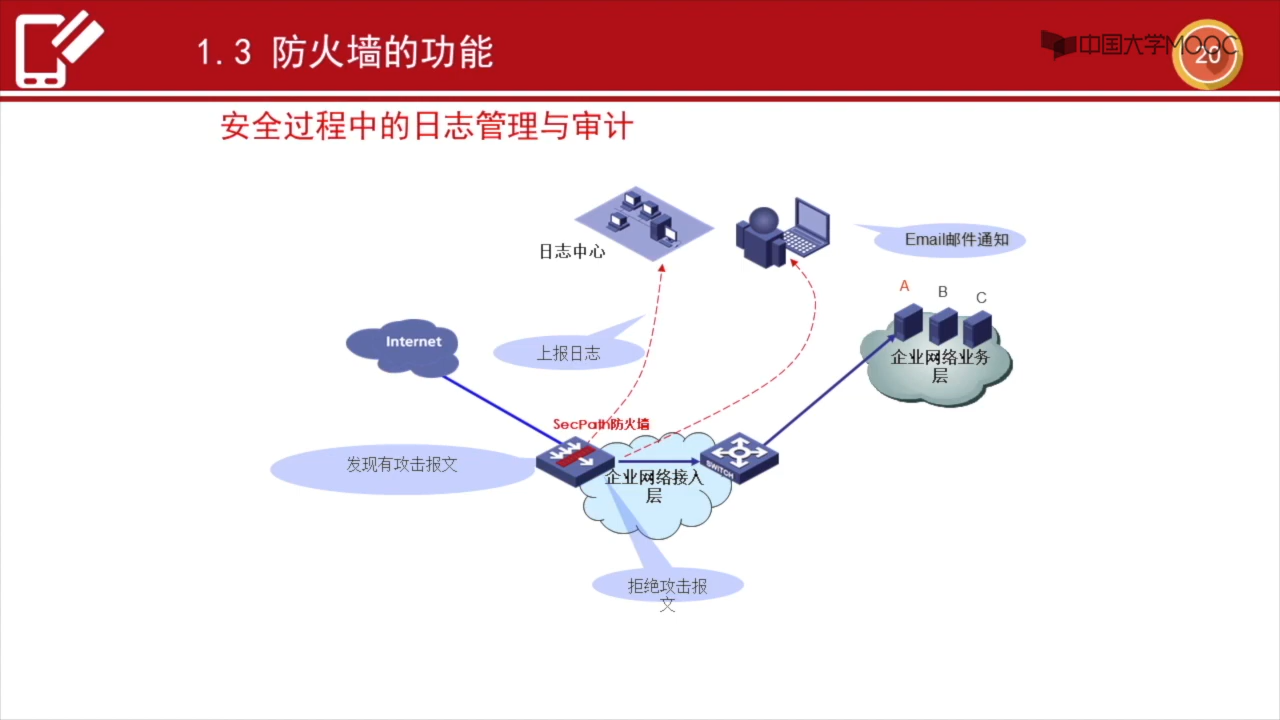 1.3 防火墙的功能
中国大学MOOC
20
安全过程中的日志管理与审计
日志中心
Email邮件通知
A
B
C
Internet
上报日志
企业网络业务
层
SecPath防火墙
发现有攻击报文
SWITCH
企业网络接入
层
拒绝攻击报
文